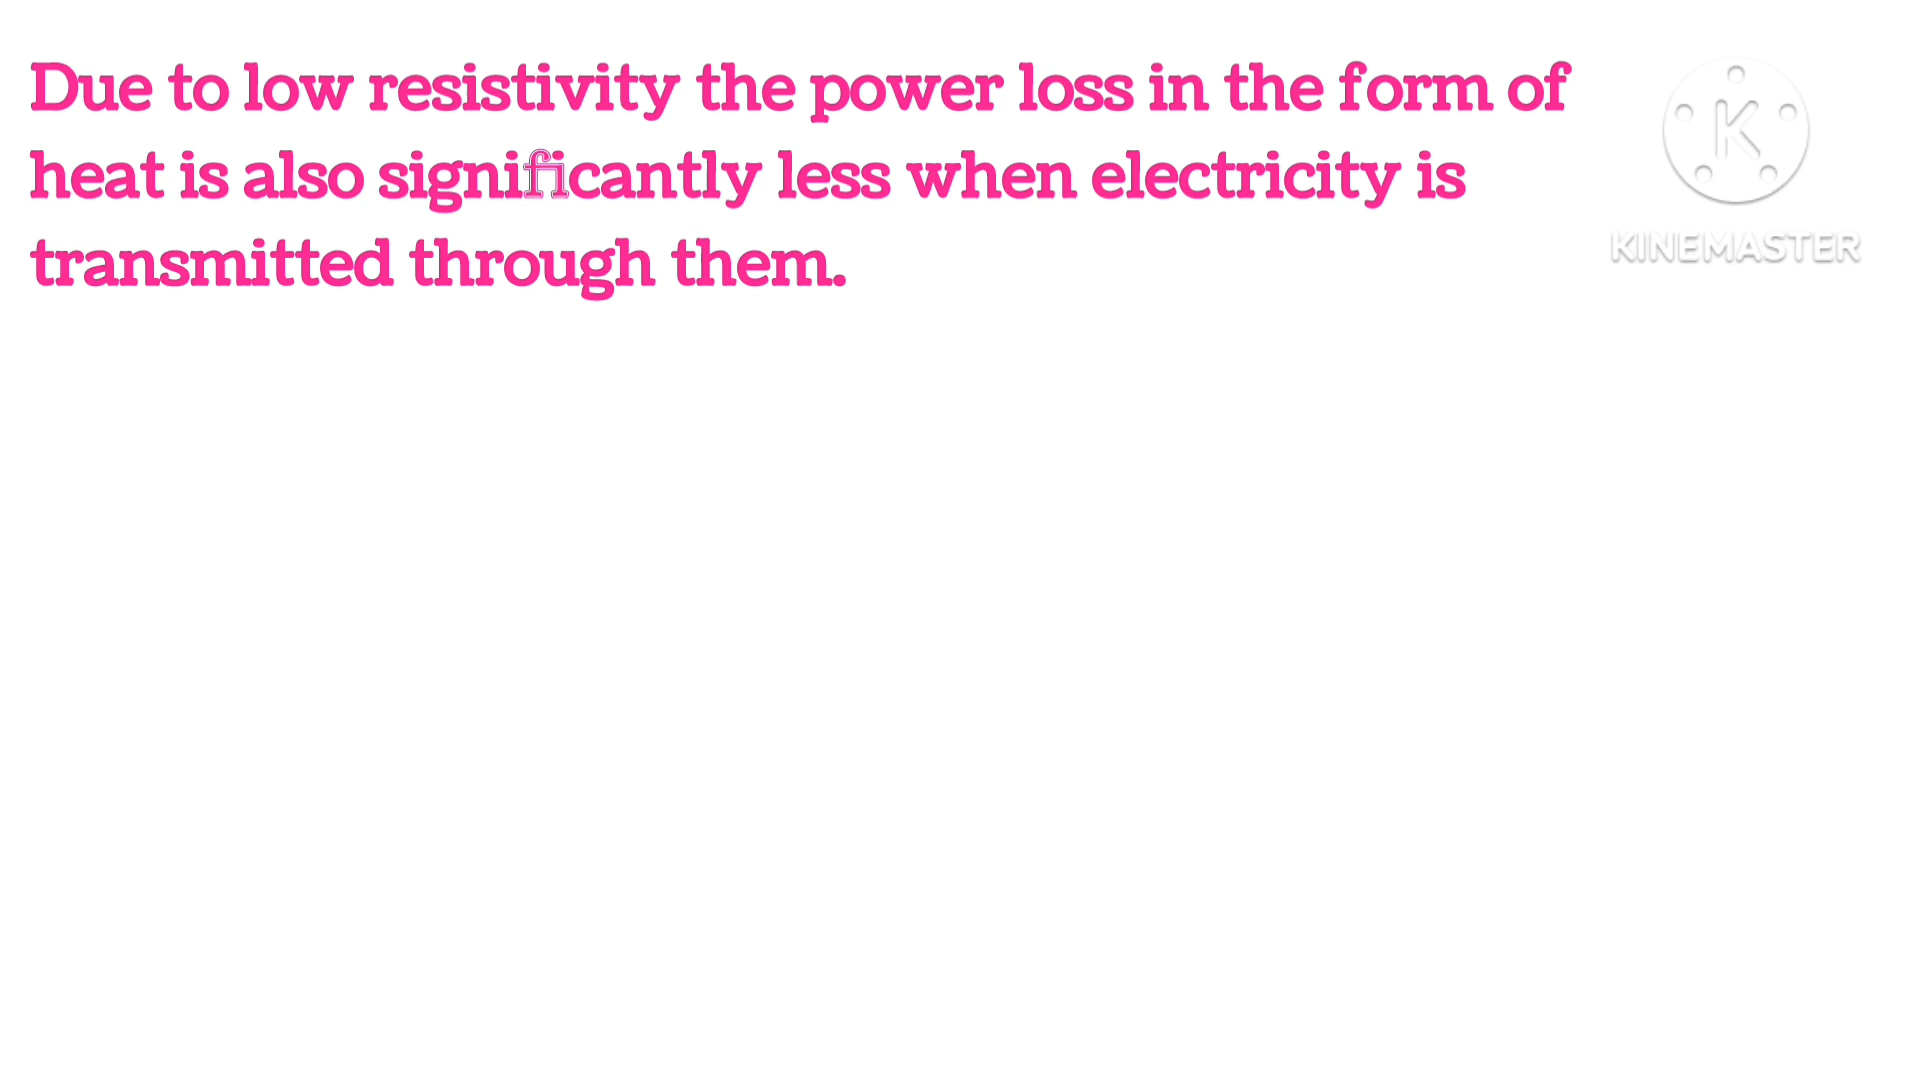 Due to low resistivity the power loss in the form of
heat is also significantly less when electricity is
transmitted through them.
K
KINEMASTER